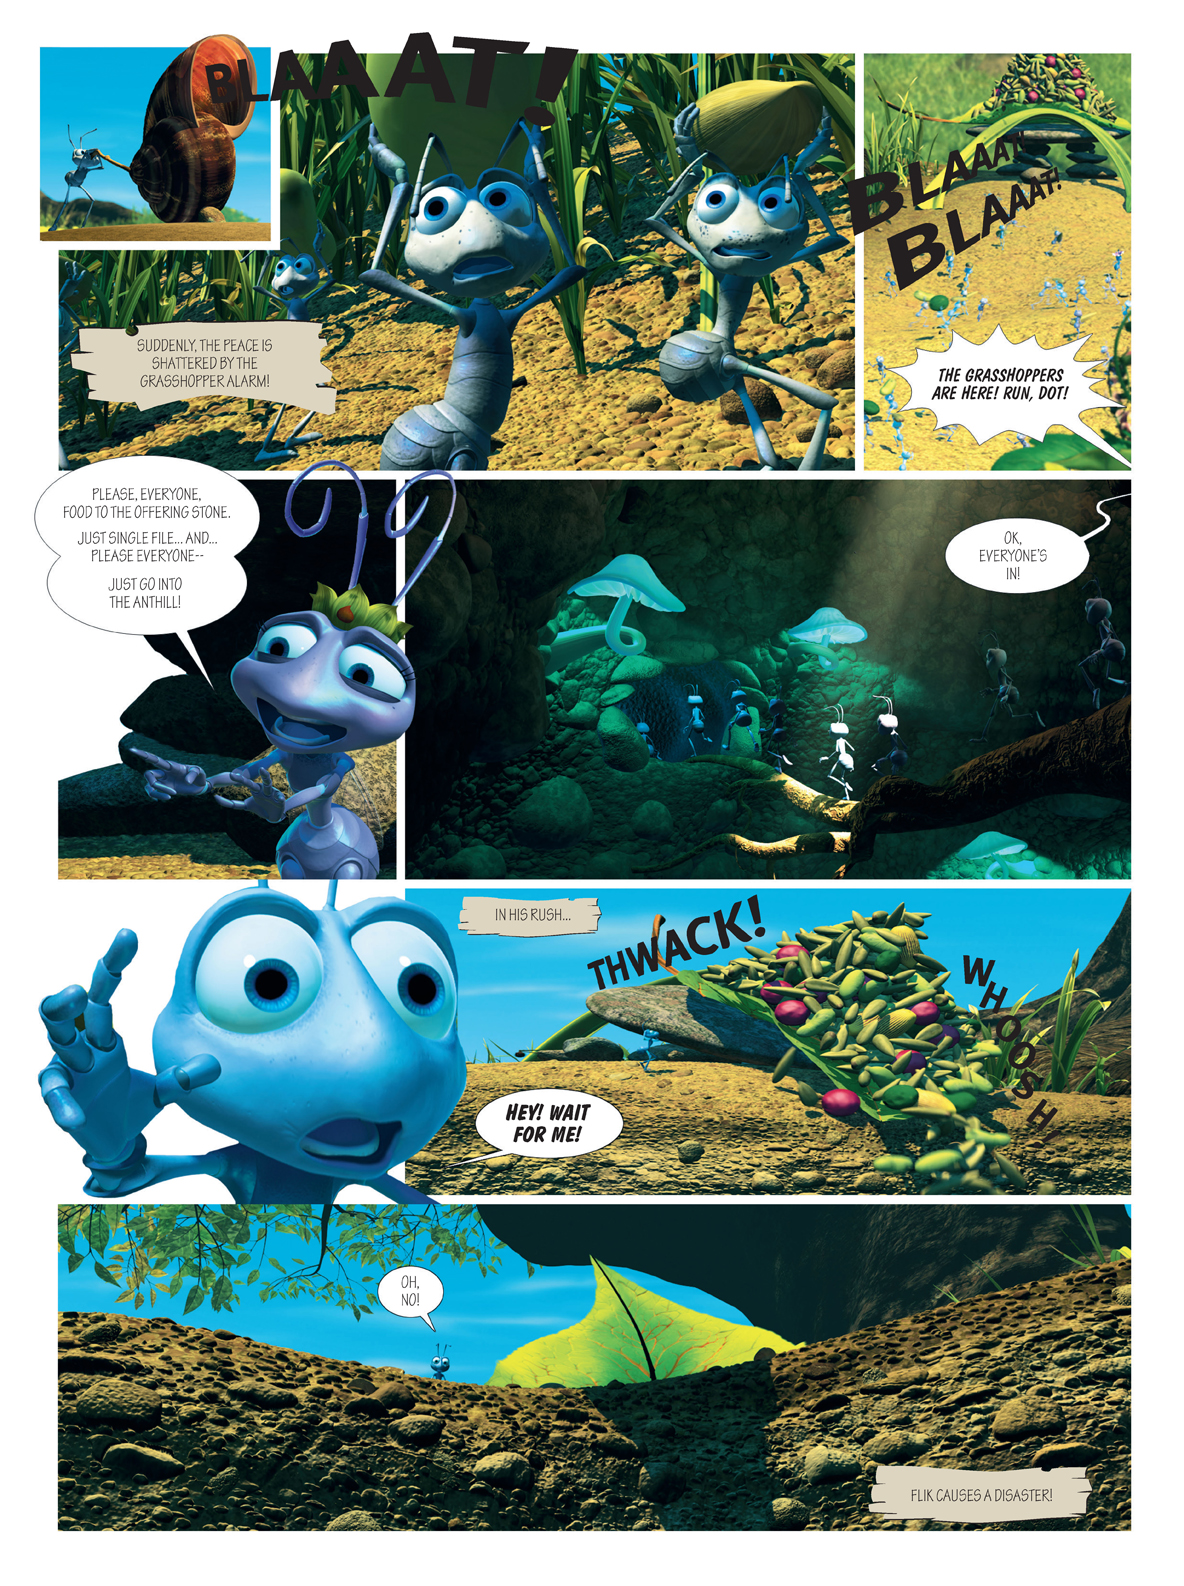 BLAAAAT!
SUDDENLY, THE PEACE IS
SHATTERED BY THE
GRASSHOPPER ALARM!
BLAAAT!
BLAAAT!
THE GRASSHOPPERS
ARE HERE! RUN, DOT!
PLEASE, EVERYONE,
FOOD TO THE OFFERING STONE.
JUST SINGLE FILE... AND...
PLEASE EVERYONE--
JUST GO INTO
THE ANTHILL!
OK,
EVERYONE'S
IN!
IN HIS RUSH...
THWACK!
WHOOSH!
HEY! WAIT
FOR ME!
OH,
NO!
FLIK CAUSES A DISASTER!